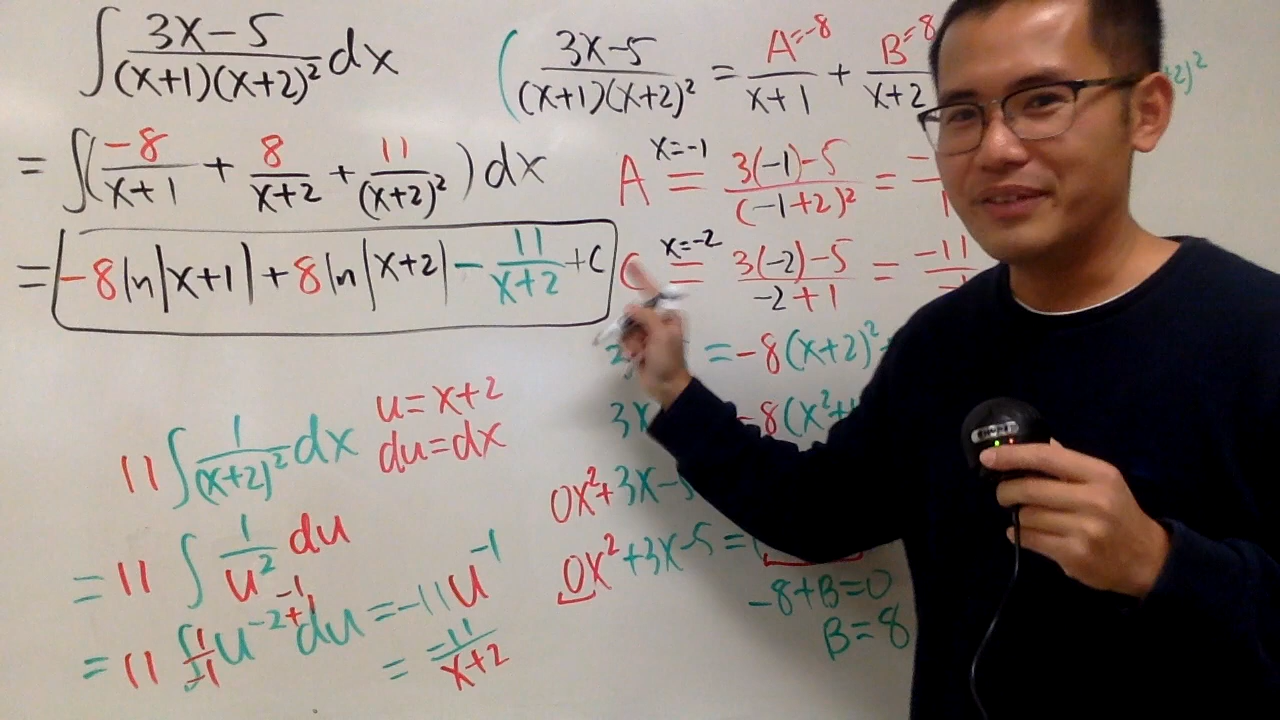 ∫ 3x-5 / (x+1)(x+2)² dx
= ∫( -8 / x+1 + 8 / x+2 + 11 / (x+2)² ) dx
= -8 ln|x+1| + 8 ln|x+2| - 11 / x+2 + C
11 ∫ 1 / (x+2)² dx
u = x+2
du = dx
= 11 ∫ 1 / u² du
= 11 1 / -1 u⁻²⁺¹ du = -11 u⁻¹
= -11 / x+2
( 3x-5 / (x+1)(x+2)² = A=-8 / x+1 + B=8 / x+2
A x=-1 = 3(-1)-5 / (-1+2)² =
C x=-2 = 3(-2)-5 / -2+1 = -11
= -8(x+2)²
3x -8(x²+
0x²+3x-5
0x²+3x-5 =
-8+B=0
B=8